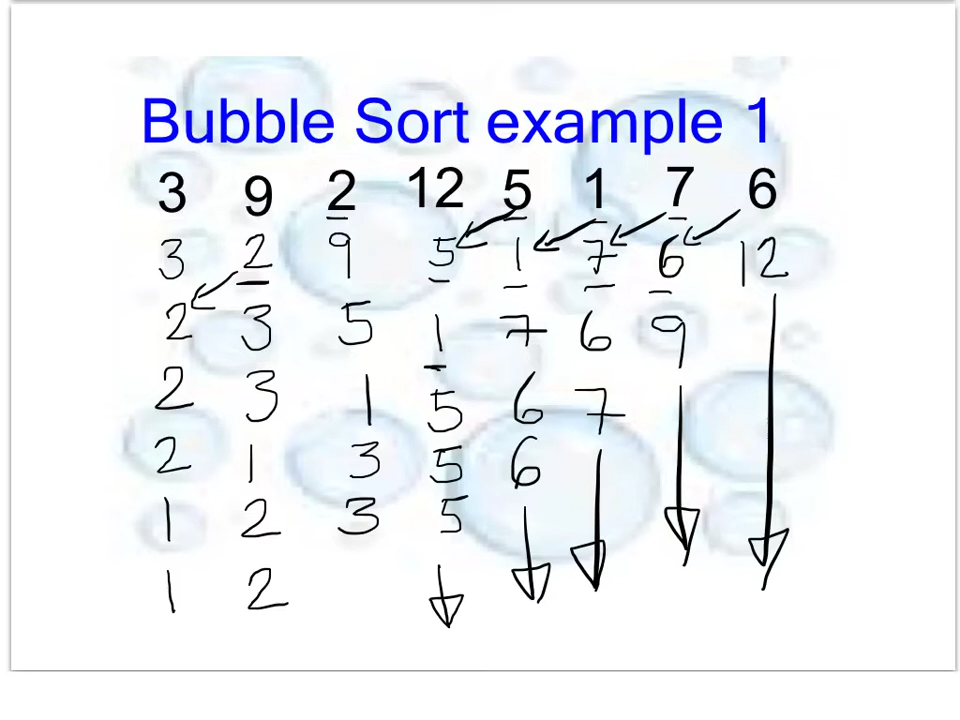 Bubble Sort example 1
3 9 2 12 5 1 7 6
3 2 9 5 1 7 6 12
2 3 5 1 7 6 9
2 3 1 5 6 7
2 1 3 5 6
1 2 3 5
1 2